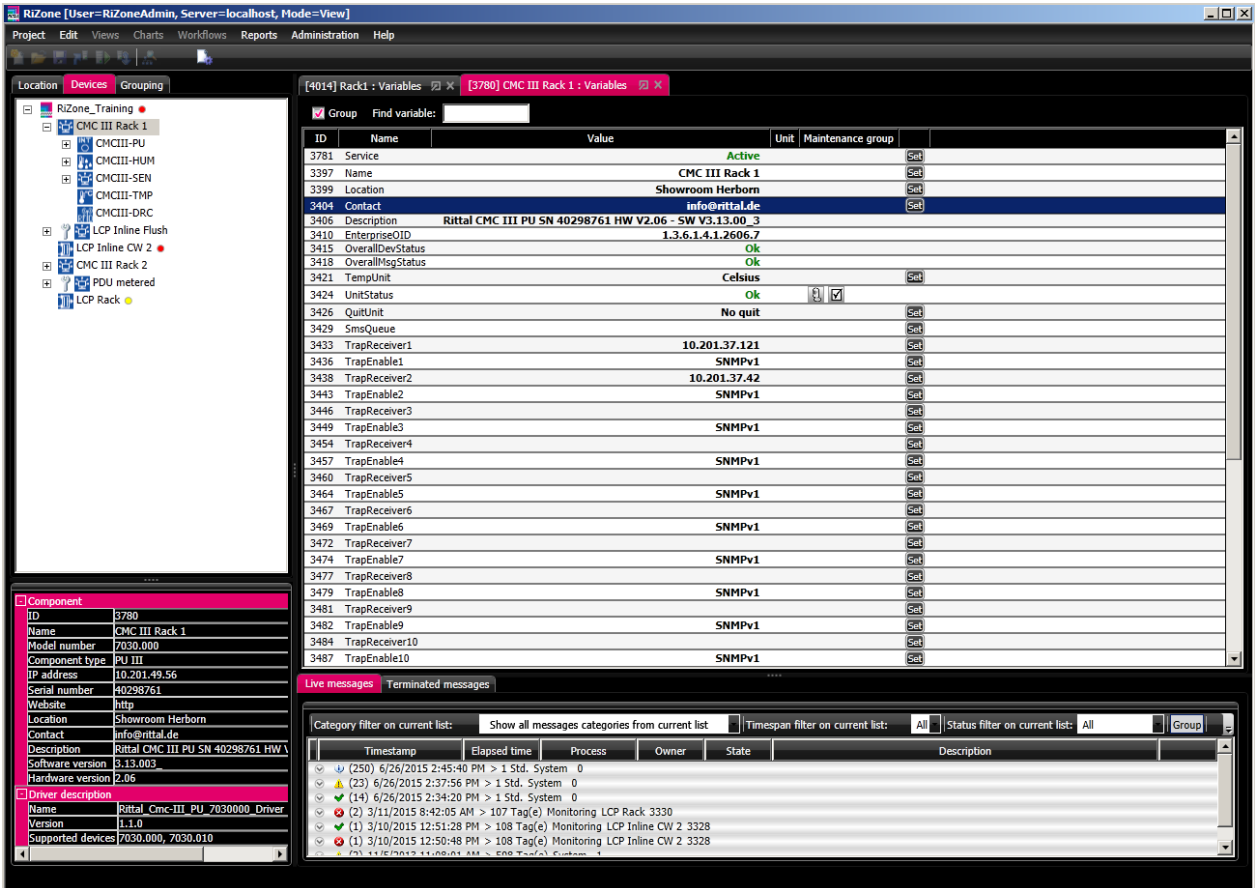 RiZone [User=RiZoneAdmin, Server=localhost, Mode=View]
Project Edit Views Charts Workflows Reports Administration Help
Location Devices Grouping
RiZone_Training
CMC III Rack 1
CMCIII-PU
CMCIII-HUM
CMCIII-SEN
CMCIII-TMP
CMCIII-DRC
LCP Inline Flush
LCP Inline CW 2
CMC III Rack 2
PDU metered
LCP Rack
Component
ID 3780
Name CMC III Rack 1
Model number 7030.000
Component type PU III
IP address 10.201.49.56
Serial number 40298761
Website http
Location Showroom Herborn
Contact info@rittal.de
Description Rittal CMC III PU SN 40298761 HW V
Software version 3.13.003_
Hardware version 2.06
Driver description
Name Rittal_Cmc-III_PU_7030000_Driver
Version 1.1.0
Supported devices 7030.000, 7030.010
[4014] Rack1 : Variables [3780] CMC III Rack 1 : Variables
Group Find variable:
ID Name Value Unit Maintenance group
3781 Service Active Set
3397 Name CMC III Rack 1 Set
3399 Location Showroom Herborn Set
3404 Contact info@rittal.de Set
3406 Description Rittal CMC III PU SN 40298761 HW V2.06 - SW V3.13.00_3
3410 EnterpriseOID 1.3.6.1.4.1.2606.7
3415 OverallDevStatus Ok
3418 OverallMsgStatus Ok
3421 TempUnit Celsius Set
3424 UnitStatus Ok
3426 QuitUnit No quit Set
3429 SmsQueue Set
3433 TrapReceiver1 10.201.37.121 Set
3436 TrapEnable1 SNMPv1 Set
3438 TrapReceiver2 10.201.37.42 Set
3443 TrapEnable2 SNMPv1 Set
3446 TrapReceiver3 Set
3449 TrapEnable3 SNMPv1 Set
3454 TrapReceiver4 Set
3457 TrapEnable4 SNMPv1 Set
3460 TrapReceiver5 Set
3464 TrapEnable5 SNMPv1 Set
3467 TrapReceiver6 Set
3469 TrapEnable6 SNMPv1 Set
3472 TrapReceiver7 Set
3474 TrapEnable7 SNMPv1 Set
3477 TrapReceiver8 Set
3479 TrapEnable8 SNMPv1 Set
3481 TrapReceiver9 Set
3482 TrapEnable9 SNMPv1 Set
3484 TrapReceiver10 Set
3487 TrapEnable10 SNMPv1 Set
Live messages Terminated messages
Category filter on current list: Show all messages categories from current list Timespan filter on current list: All Status filter on current list: All Group
Timestamp Elapsed time Process Owner State Description
(250) 6/26/2015 2:45:40 PM > 1 Std. System 0
(23) 6/26/2015 2:37:56 PM > 1 Std. System 0
(14) 6/26/2015 2:34:20 PM > 1 Std. System 0
(2) 3/11/2015 8:42:05 AM > 107 Tag(e) Monitoring LCP Rack 3330
(1) 3/10/2015 12:51:28 PM > 108 Tag(e) Monitoring LCP Inline CW 2 3328
(1) 3/10/2015 12:50:48 PM > 108 Tag(e) Monitoring LCP Inline CW 2 3328